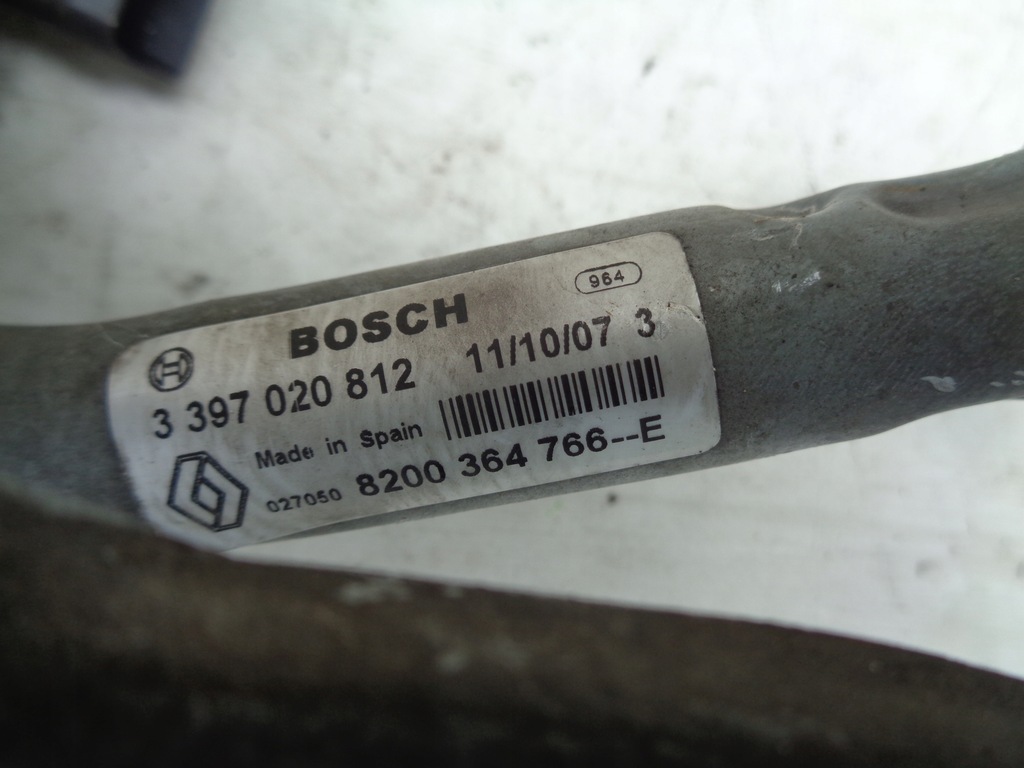 964
BOSCH
3 397 020 812 11/10/07 3
Made in Spain
027050 8200 364 766--E